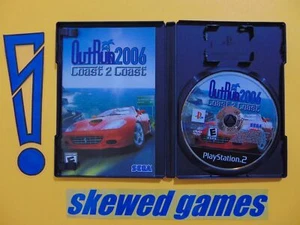 OutRun2006
Coast 2 Coast
E
SEGA
OutRun2006
Coast 2 Coast
E
PlayStation.2
skewed games